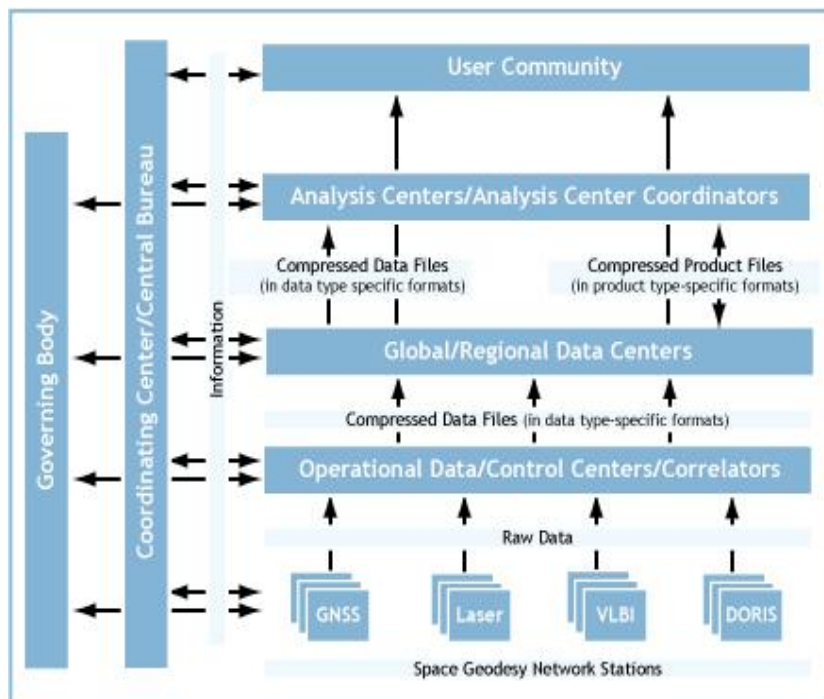 User Community
Analysis Centers/Analysis Center Coordinators
Compressed Data Files
(in data type specific formats)
Compressed Product Files
(in product type-specific formats)
Global/Regional Data Centers
Compressed Data Files (in data type-specific formats)
Operational Data/Control Centers/Correlators
Raw Data
GNSS
Laser
VLBI
DORIS
Space Geodesy Network Stations
Governing Body
Coordinating Center/Central Bureau
Information